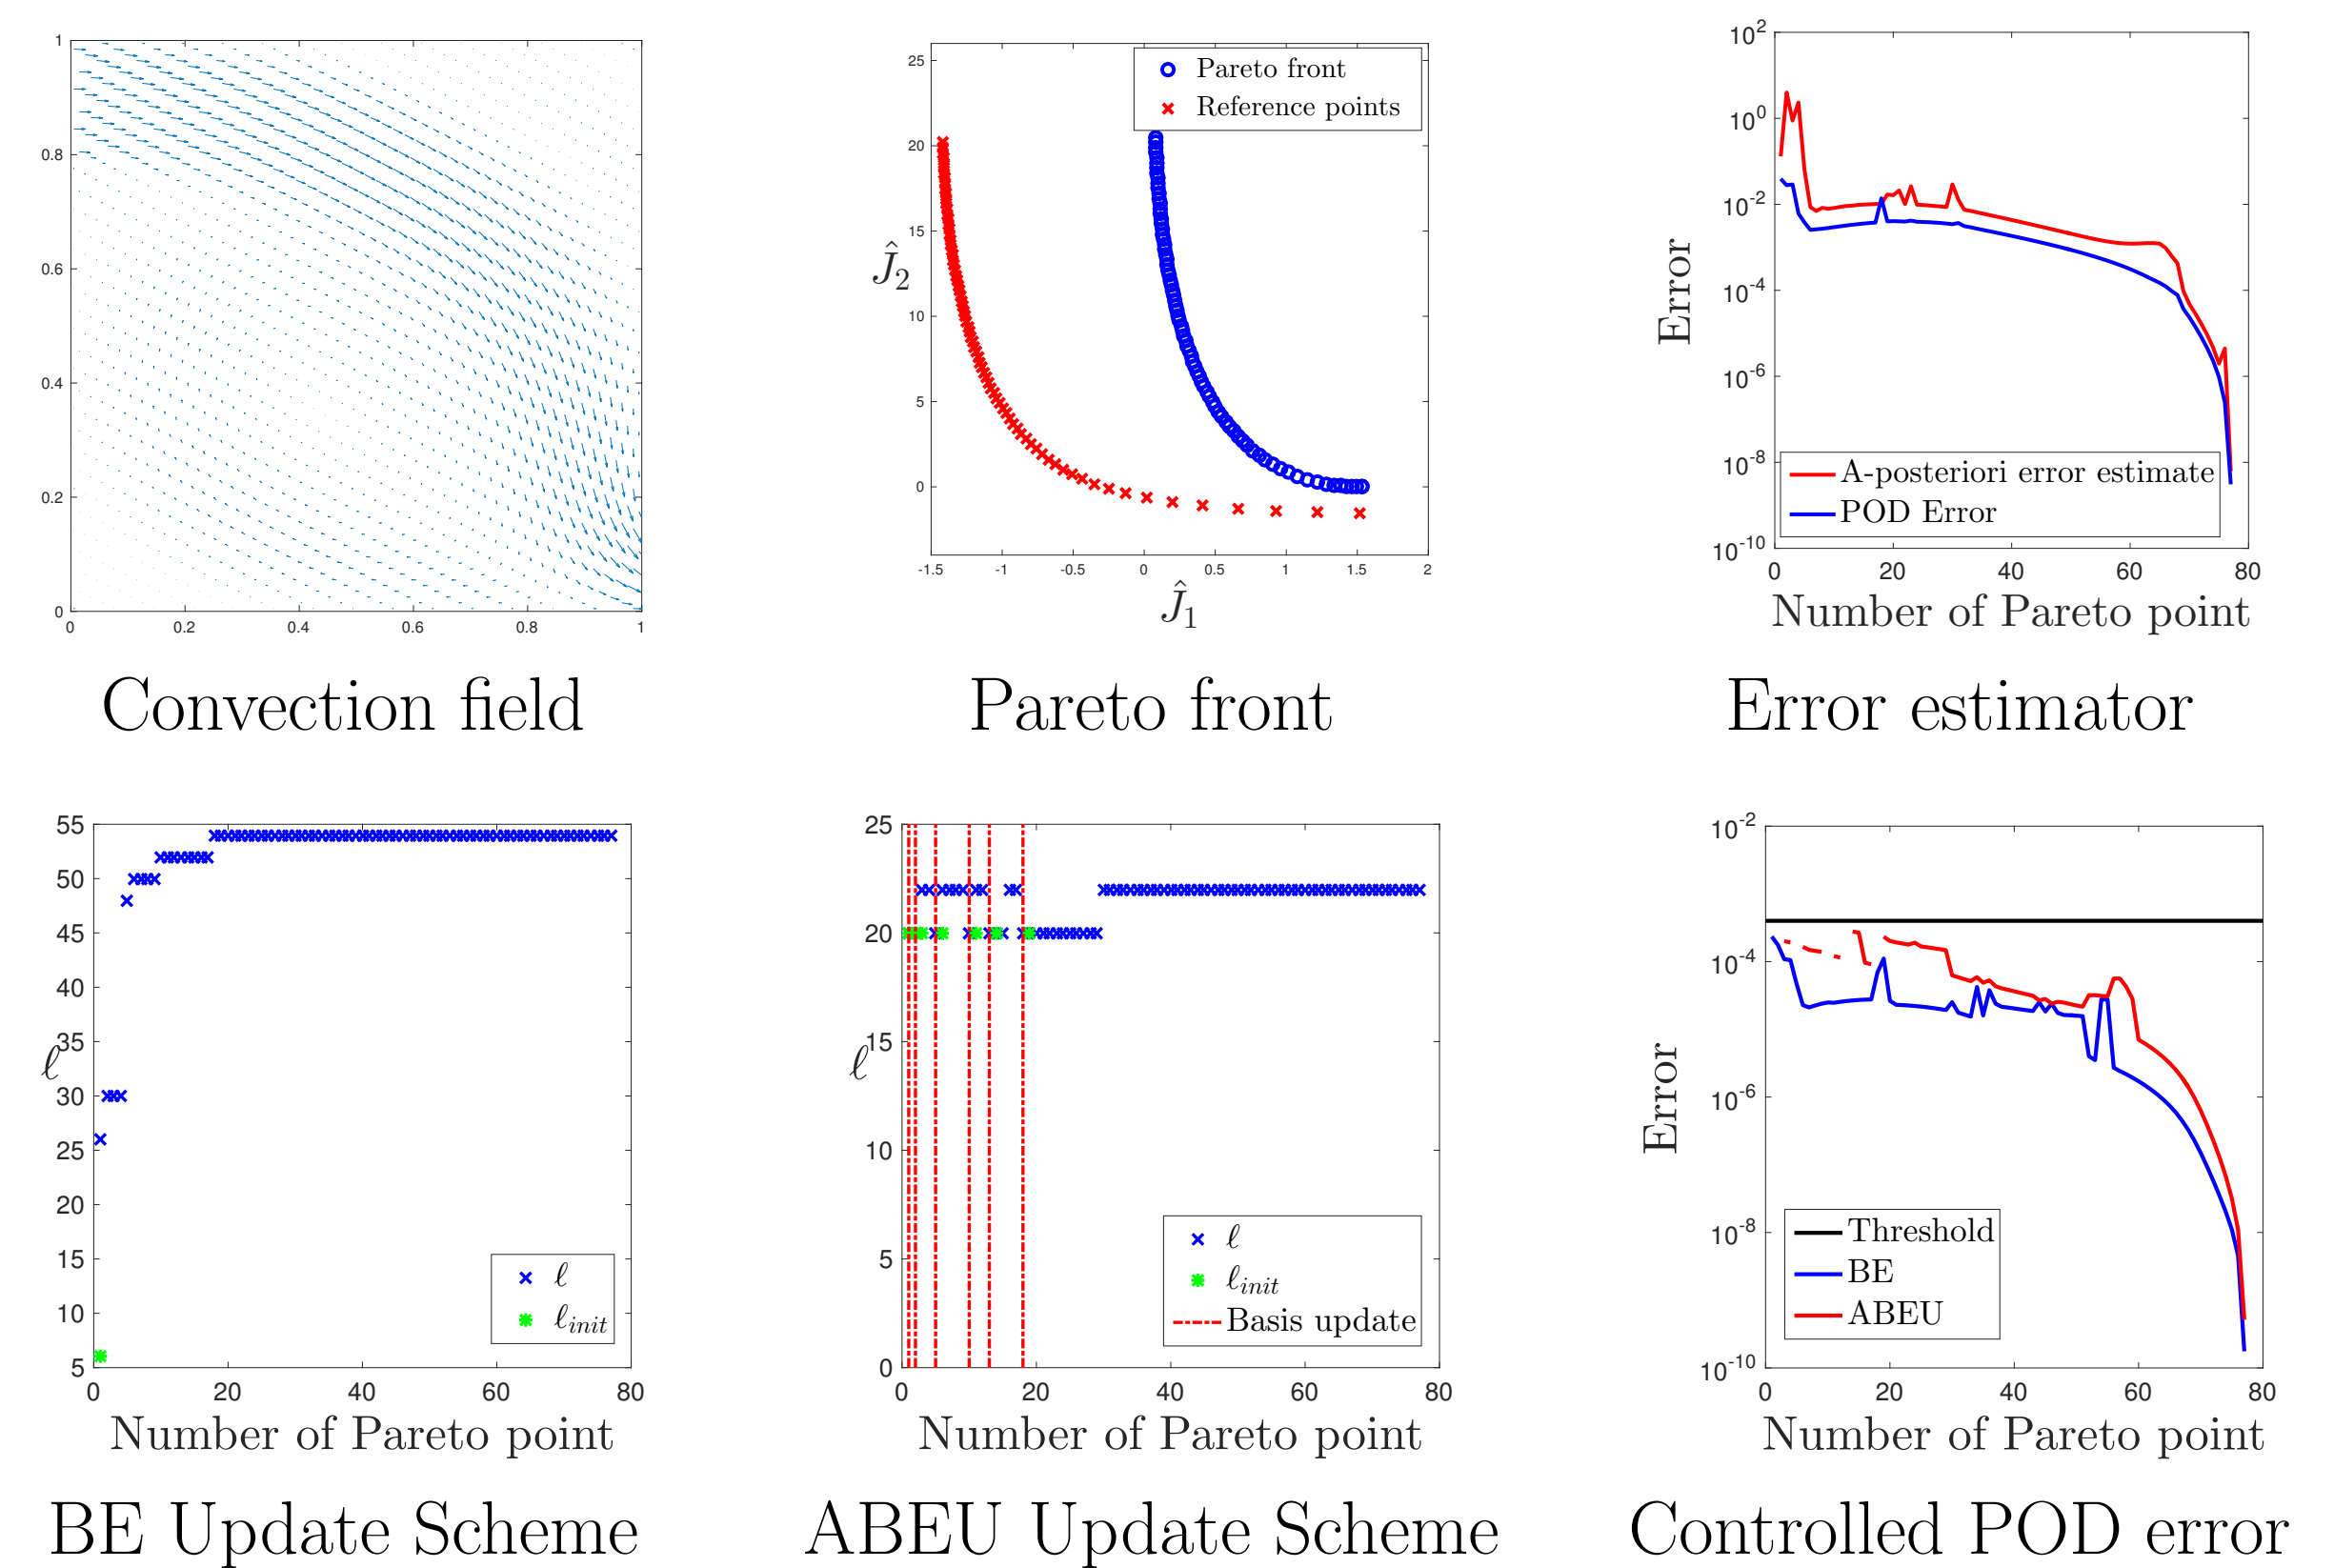 1
0.8
0.6
0.4
0.2
0
0 0.2 0.4 0.6 0.8 1
Convection field
Pareto front
Reference points
25
20
15
10
5
0
Ĵ₂
-1.5 -1 -0.5 0 0.5 1 1.5 2
Ĵ₁
Pareto front
10²
10⁰
10⁻²
10⁻⁴
10⁻⁶
10⁻⁸
10⁻¹⁰
Error
A-posteriori error estimate
POD Error
0 20 40 60 80
Number of Pareto point
Error estimator
55
50
45
40
35
30
25
20
15
10
5
ℓ
ℓ
ℓ_init
0 20 40 60 80
Number of Pareto point
BE Update Scheme
25
20
15
10
5
0
ℓ
ℓ
ℓ_init
Basis update
0 20 40 60 80
Number of Pareto point
ABEU Update Scheme
10⁻²
10⁻⁴
10⁻⁶
10⁻⁸
10⁻¹⁰
Error
Threshold
BE
ABEU
0 20 40 60 80
Number of Pareto point
Controlled POD error